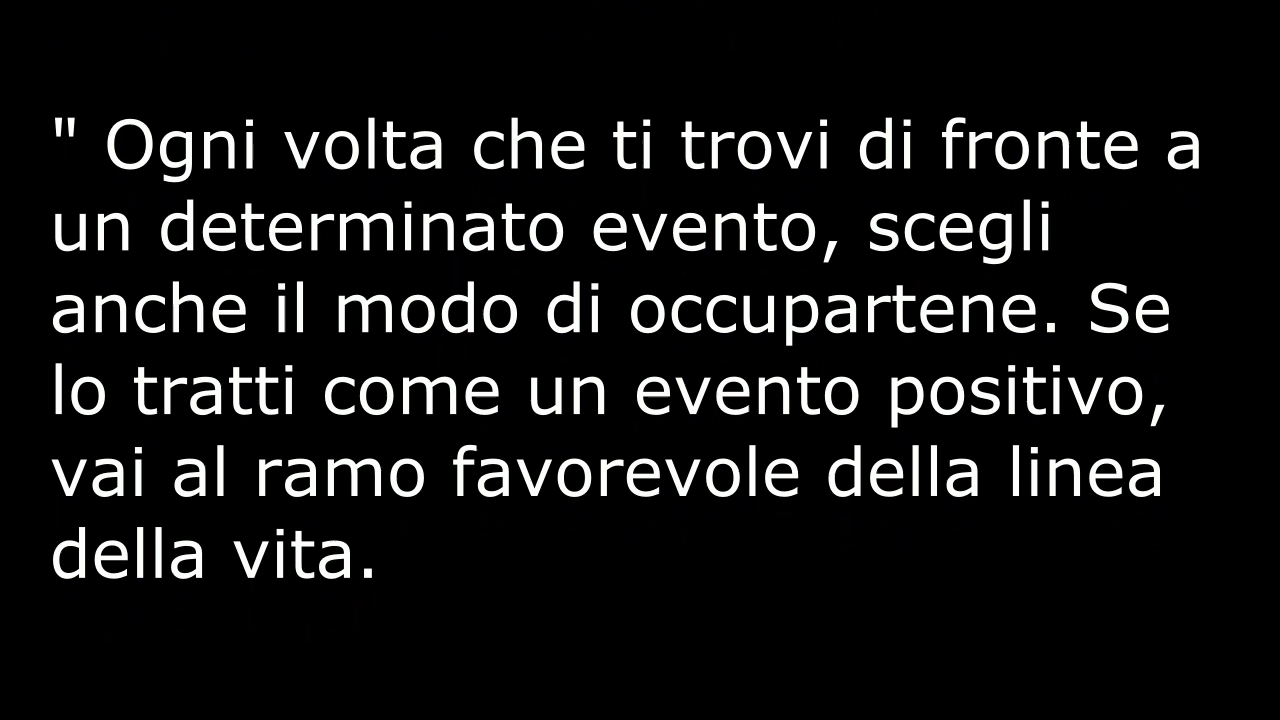 " Ogni volta che ti trovi di fronte a
un determinato evento, scegli
anche il modo di occupartene. Se
lo tratti come un evento positivo,
vai al ramo favorevole della linea
della vita.